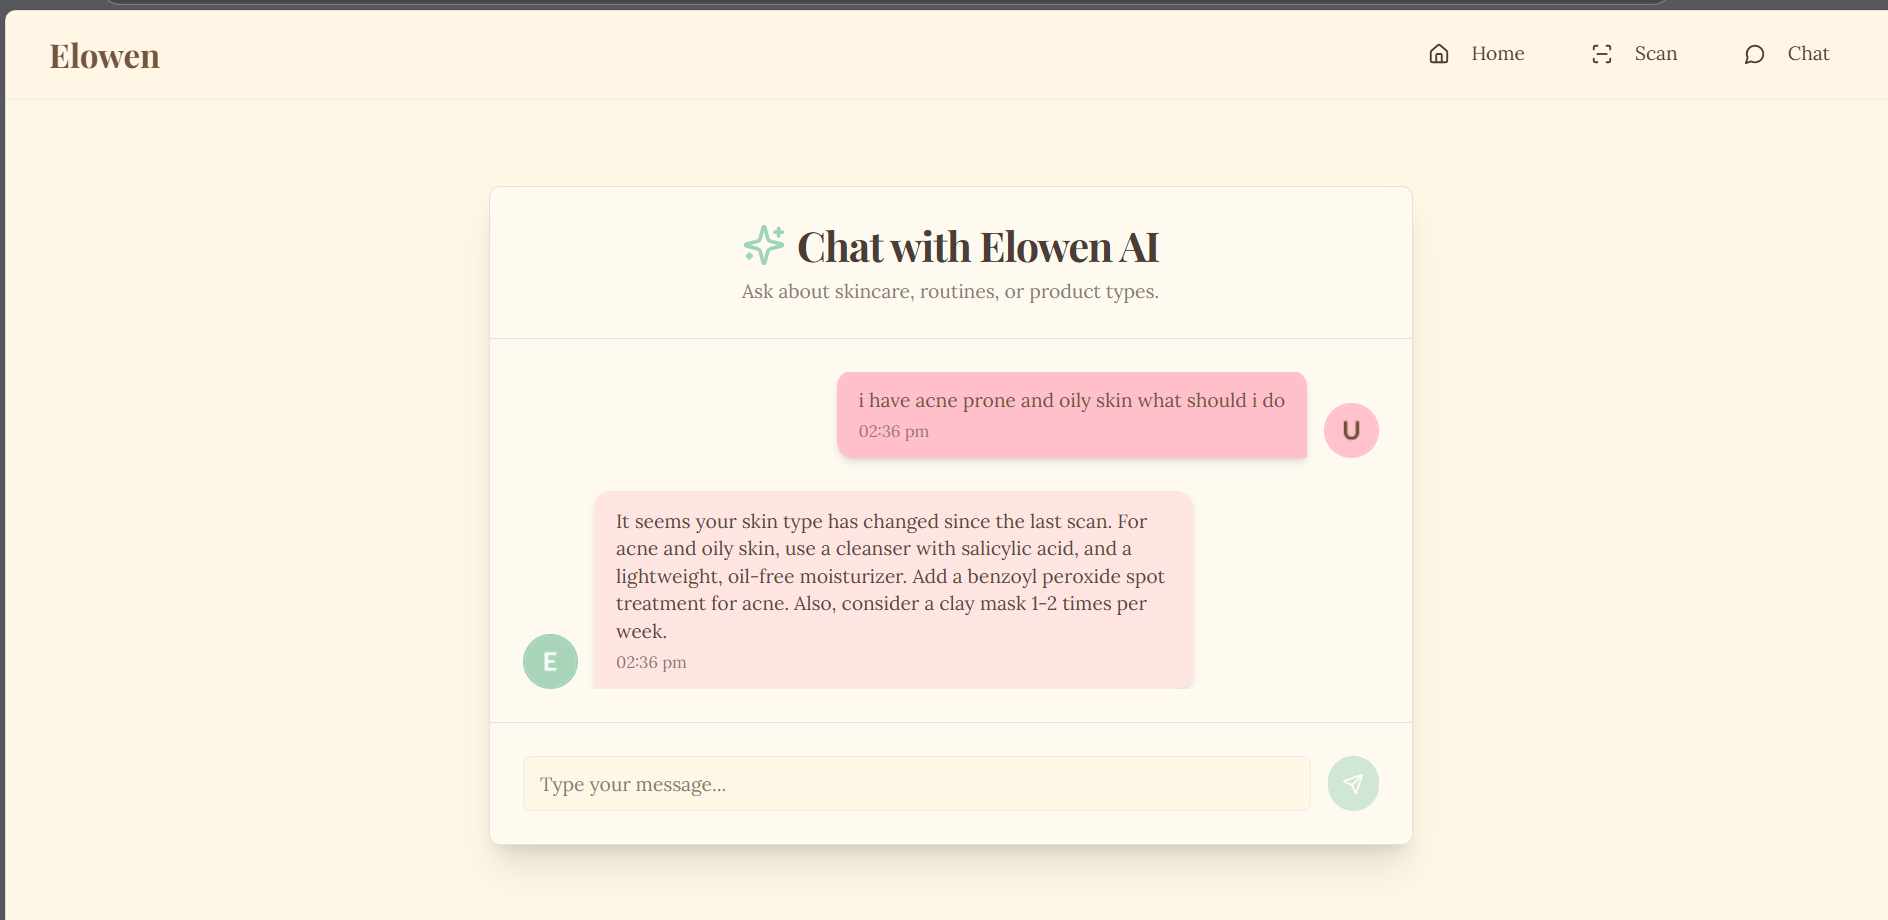 Elowen
Home
Scan
Chat
Chat with Elowen AI
Ask about skincare, routines, or product types.
i have acne prone and oily skin what should i do
02:36 pm
U
It seems your skin type has changed since the last scan. For
acne and oily skin, use a cleanser with salicylic acid, and a
lightweight, oil-free moisturizer. Add a benzoyl peroxide spot
treatment for acne. Also, consider a clay mask 1-2 times per
week.
02:36 pm
E
Type your message...